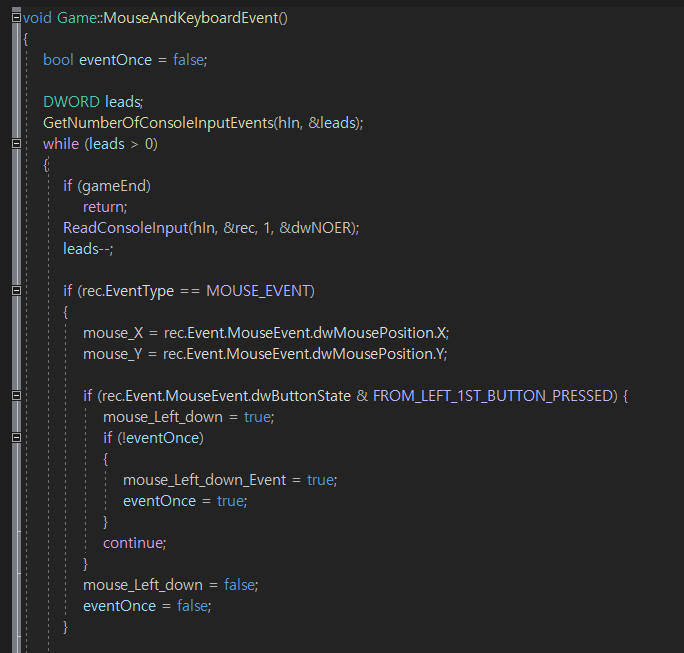 void Game::MouseAndKeyboardEvent()
{
bool eventOnce = false;
DWORD leads;
GetNumberOfConsoleInputEvents(hIn, &leads);
while (leads > 0)
{
if (gameEnd)
return;
ReadConsoleInput(hIn, &rec, 1, &dwNOER);
leads--;
if (rec.EventType == MOUSE_EVENT)
{
mouse_X = rec.Event.MouseEvent.dwMousePosition.X;
mouse_Y = rec.Event.MouseEvent.dwMousePosition.Y;
if (rec.Event.MouseEvent.dwButtonState & FROM_LEFT_1ST_BUTTON_PRESSED) {
mouse_Left_down = true;
if (!eventOnce)
{
mouse_Left_down_Event = true;
eventOnce = true;
}
continue;
}
mouse_Left_down = false;
eventOnce = false;
}